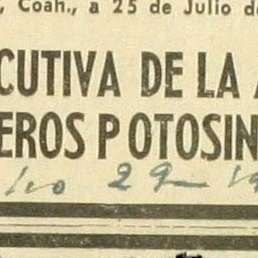 , Coah., a 25 de Julio de
CUTIVA DE LA A
EROS POTOSIN
29